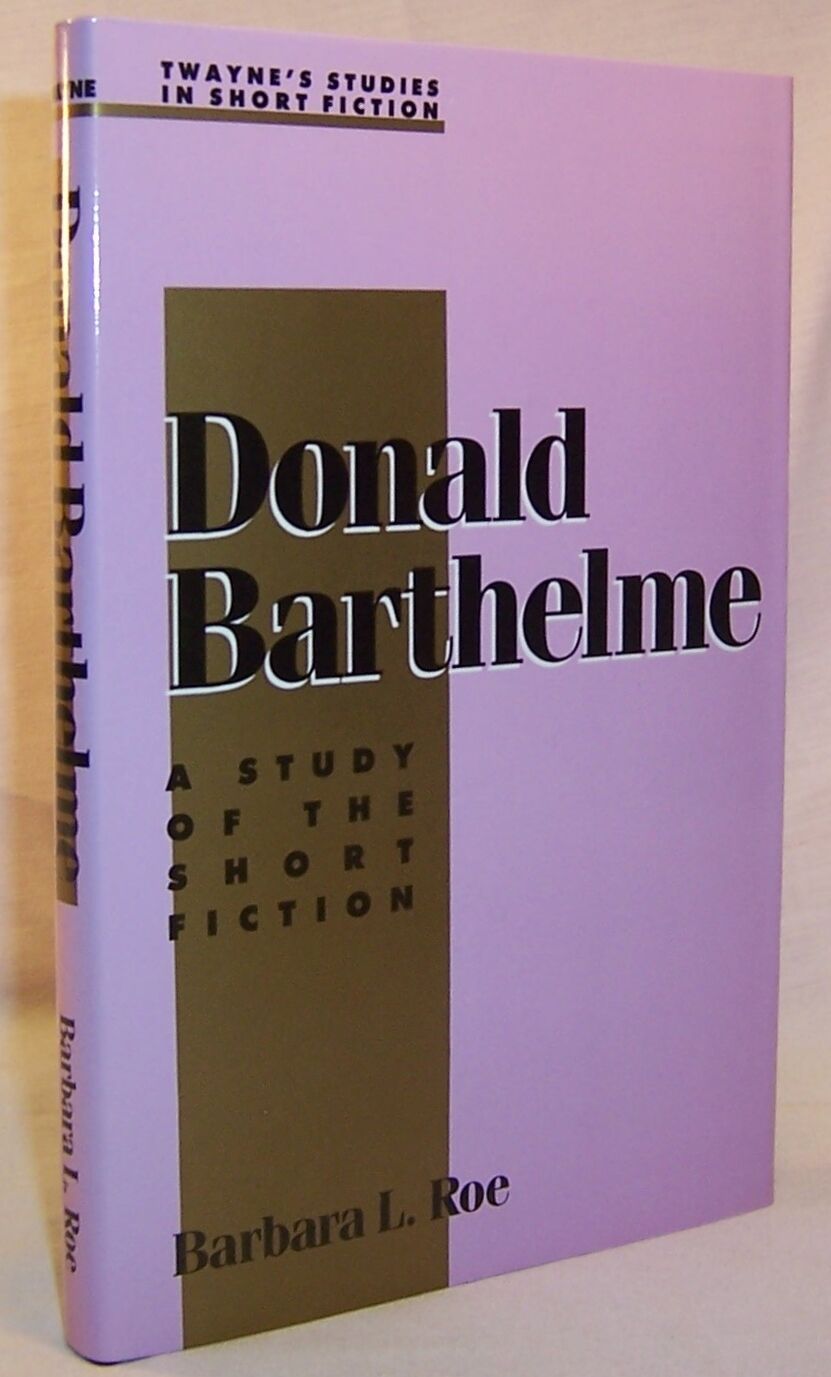 TWAYNE'S STUDIES
IN SHORT FICTION
Donald
Barthelme
A STUDY
OF THE
SHORT
FICTION
Barbara L. Roe
Donald Barthelme
Barbara L. Roe